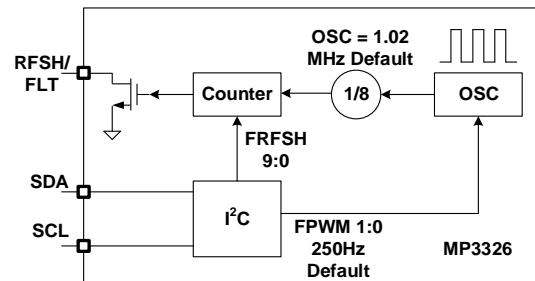 OSC = 1.02
MHz Default
RFSH/
FLT
Counter
1/8
OSC
FRFSH
9:0
SDA
I²C
SCL
FPWM 1:0
250Hz
Default
MP3326